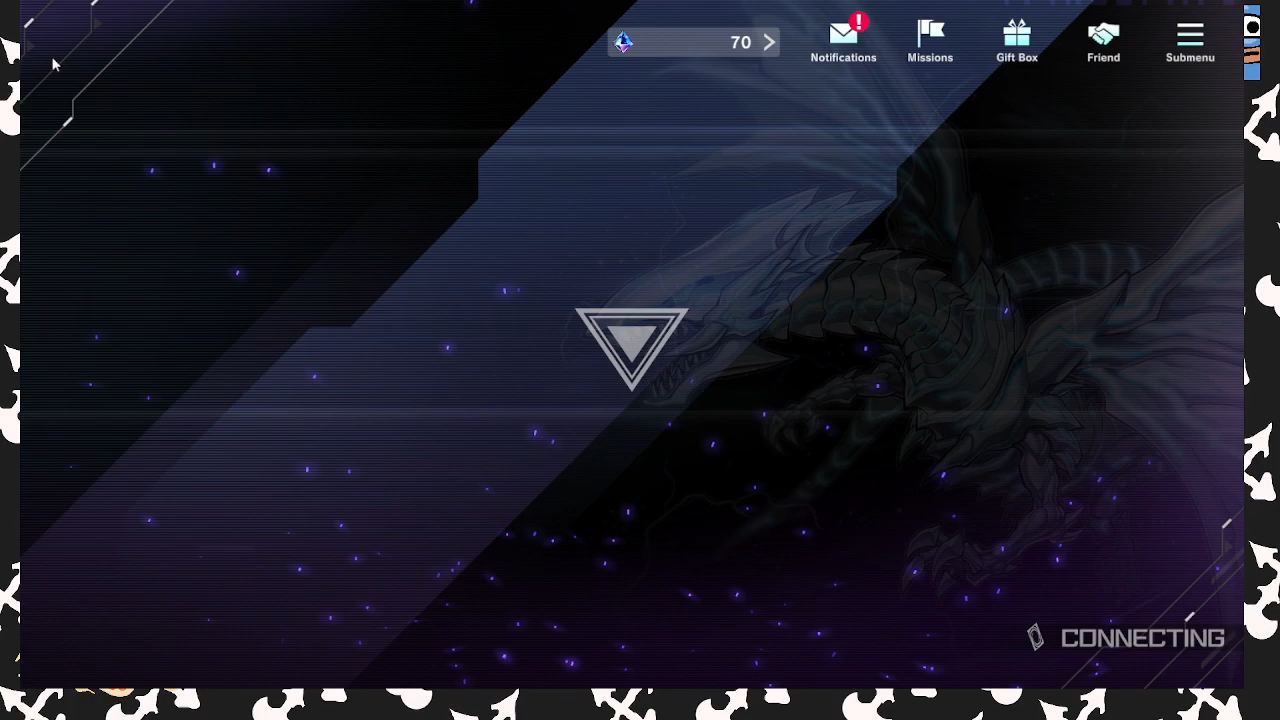 70
Notifications
Missions
Gift Box
Friend
Submenu
CONNECTING